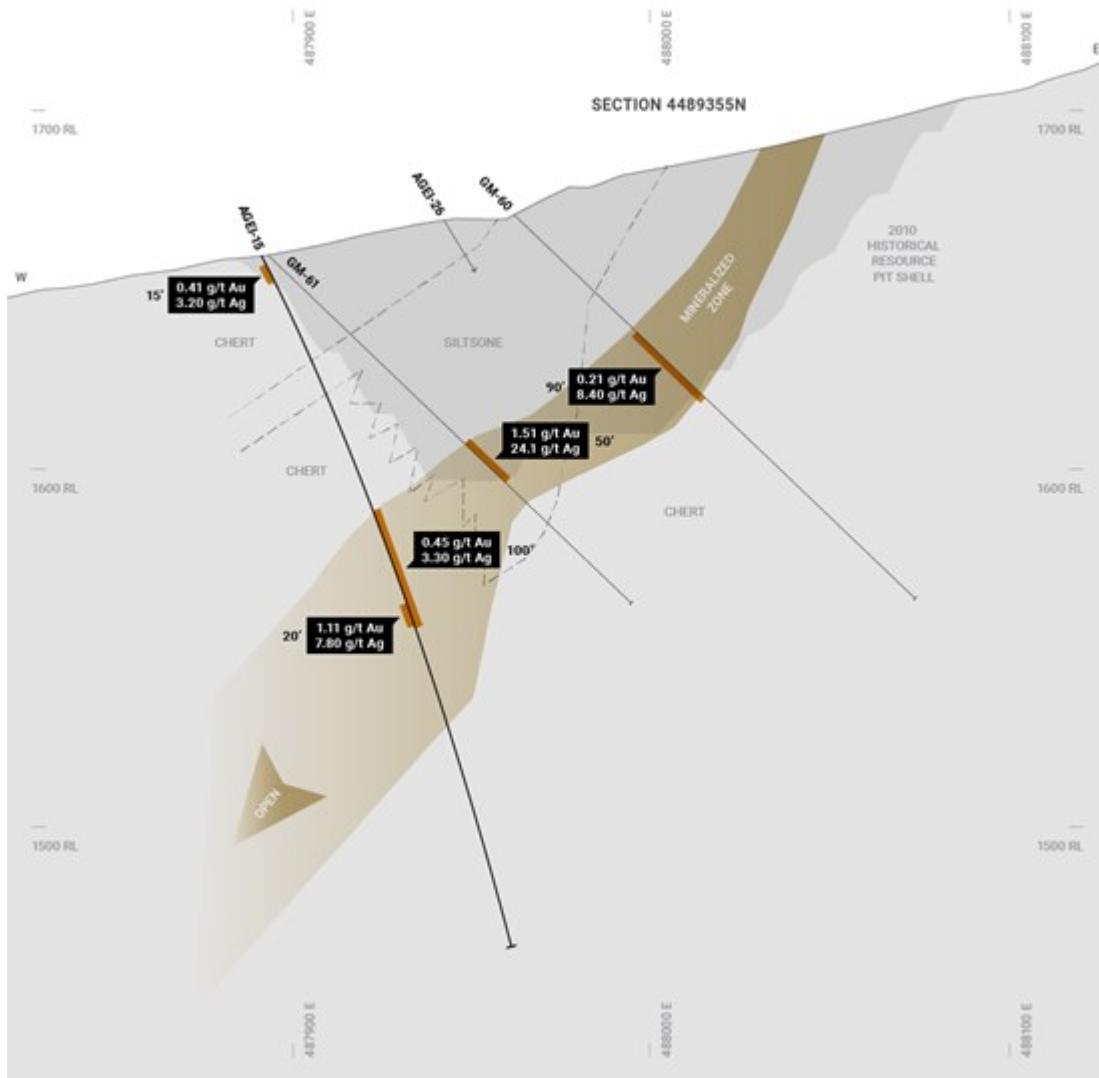 487900 E
488000 E
488100 E
E
SECTION 4489355N
1700 RL
1700 RL
AGEI-15
GM-61
AGEI-26
GM-60
W
2010
HISTORICAL
RESOURCE
PIT SHELL
MINERALIZED
ZONE
15'
0.41 g/t Au
3.20 g/t Ag
CHERT
SILTSONE
90'
0.21 g/t Au
8.40 g/t Ag
1.51 g/t Au
24.1 g/t Ag
50'
CHERT
1600 RL
1600 RL
CHERT
0.45 g/t Au
3.30 g/t Ag
100'
20'
1.11 g/t Au
7.80 g/t Ag
OPEN
1500 RL
1500 RL
487900 E
488000 E
488100 E